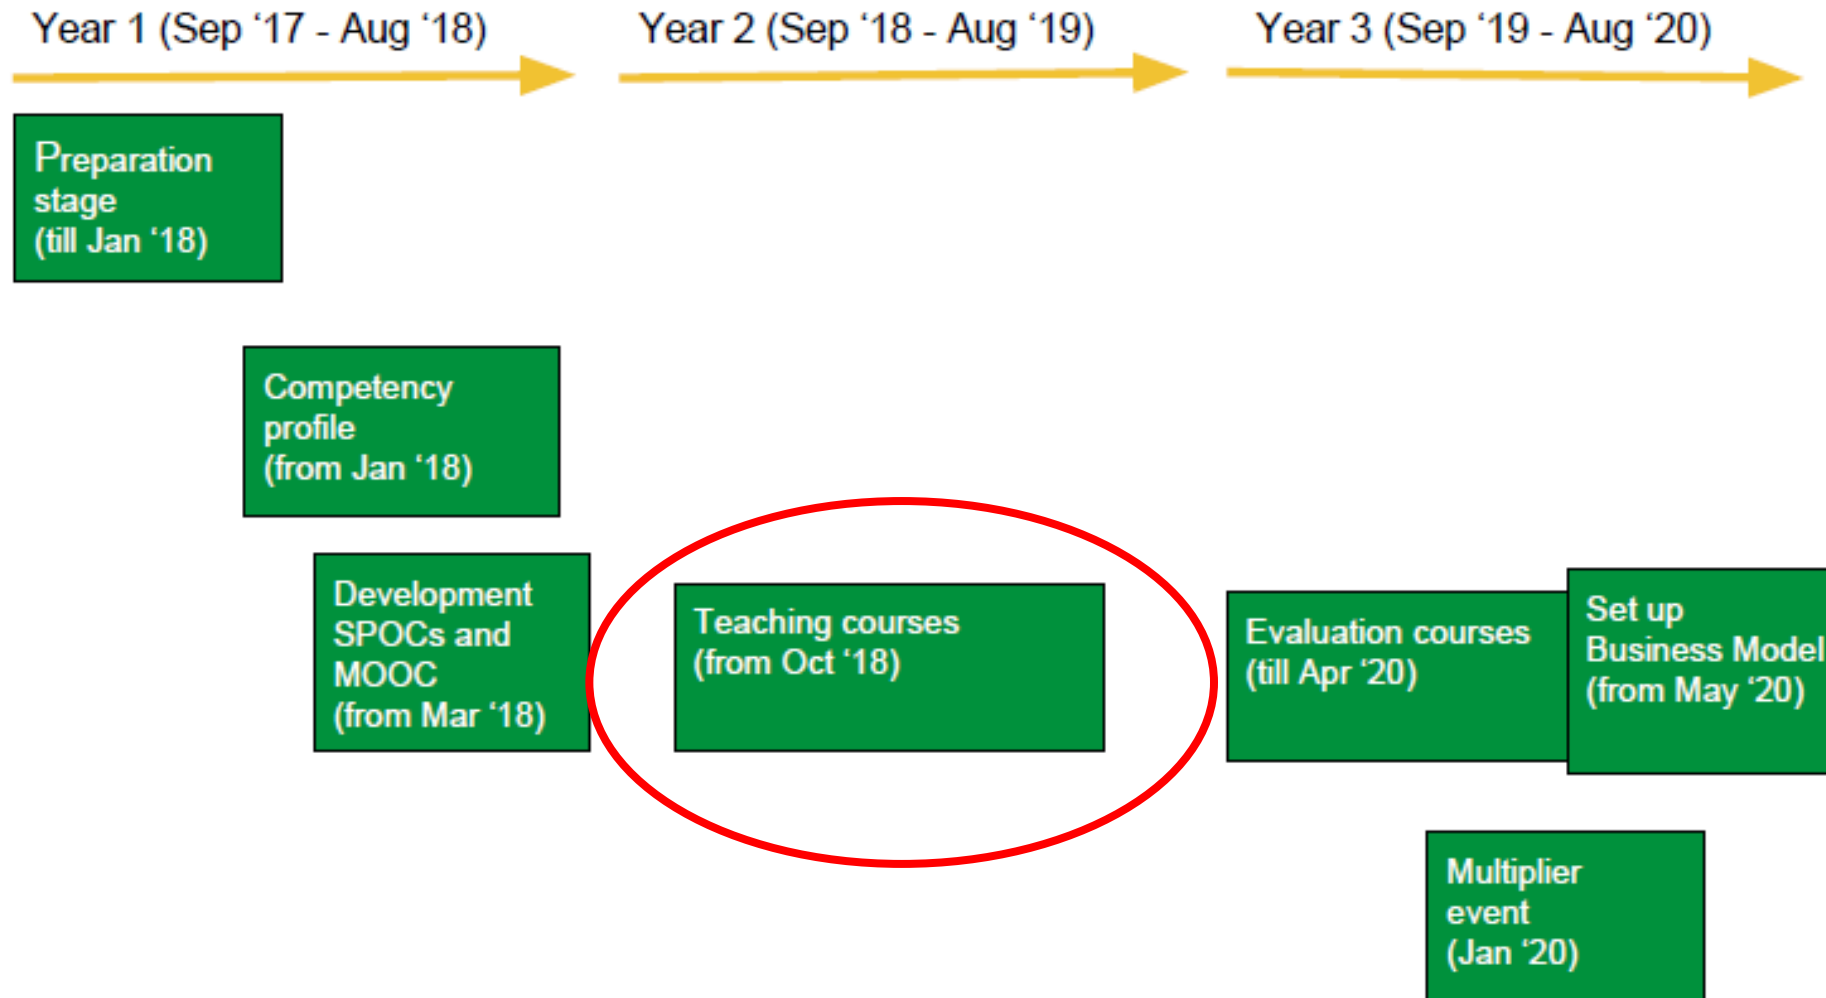 Year 1 (Sep ‘17 - Aug ‘18)
Year 2 (Sep ‘18 - Aug ‘19)
Year 3 (Sep ‘19 - Aug ‘20)
Preparation
stage
(till Jan ‘18)
Competency
profile
(from Jan ‘18)
Development
SPOCs and
MOOC
(from Mar ‘18)
Teaching courses
(from Oct ‘18)
Evaluation courses
(till Apr ‘20)
Set up
Business Model
(from May ‘20)
Multiplier
event
(Jan ‘20)